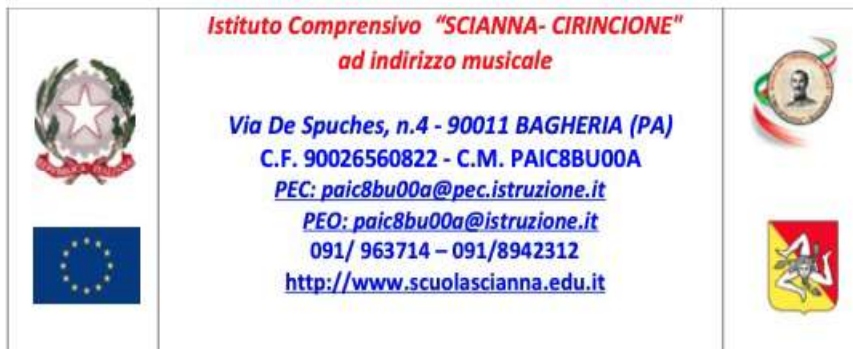 Istituto Comprensivo “SCIANNA- CIRINCIONE"
ad indirizzo musicale
Via De Spuches, n.4 - 90011 BAGHERIA (PA)
C.F. 90026560822 - C.M. PAIC8BU00A
PEC: paic8bu00a@pec.istruzione.it
PEO: paic8bu00a@istruzione.it
091/ 963714 – 091/8942312
http://www.scuolascianna.edu.it